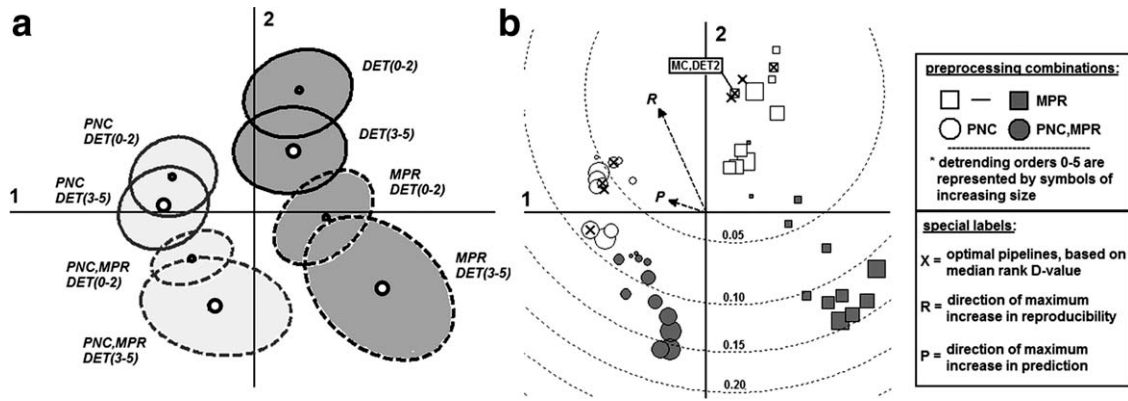 a
2
1
DET(0-2)
DET(3-5)
PNC
DET(0-2)
PNC
DET(3-5)
MPR
DET(0-2)
MPR
DET(3-5)
PNC,MPR
DET(0-2)
PNC,MPR
DET(3-5)
b
2
MC,DET2
R
P
1
0.05
0.10
0.15
0.20
preprocessing combinations:
— MPR
PNC PNC,MPR
* detrending orders 0-5 are
represented by symbols of
increasing size
special labels:
X = optimal pipelines, based on
median rank D-value
R = direction of maximum
increase in reproducibility
P = direction of maximum
increase in prediction